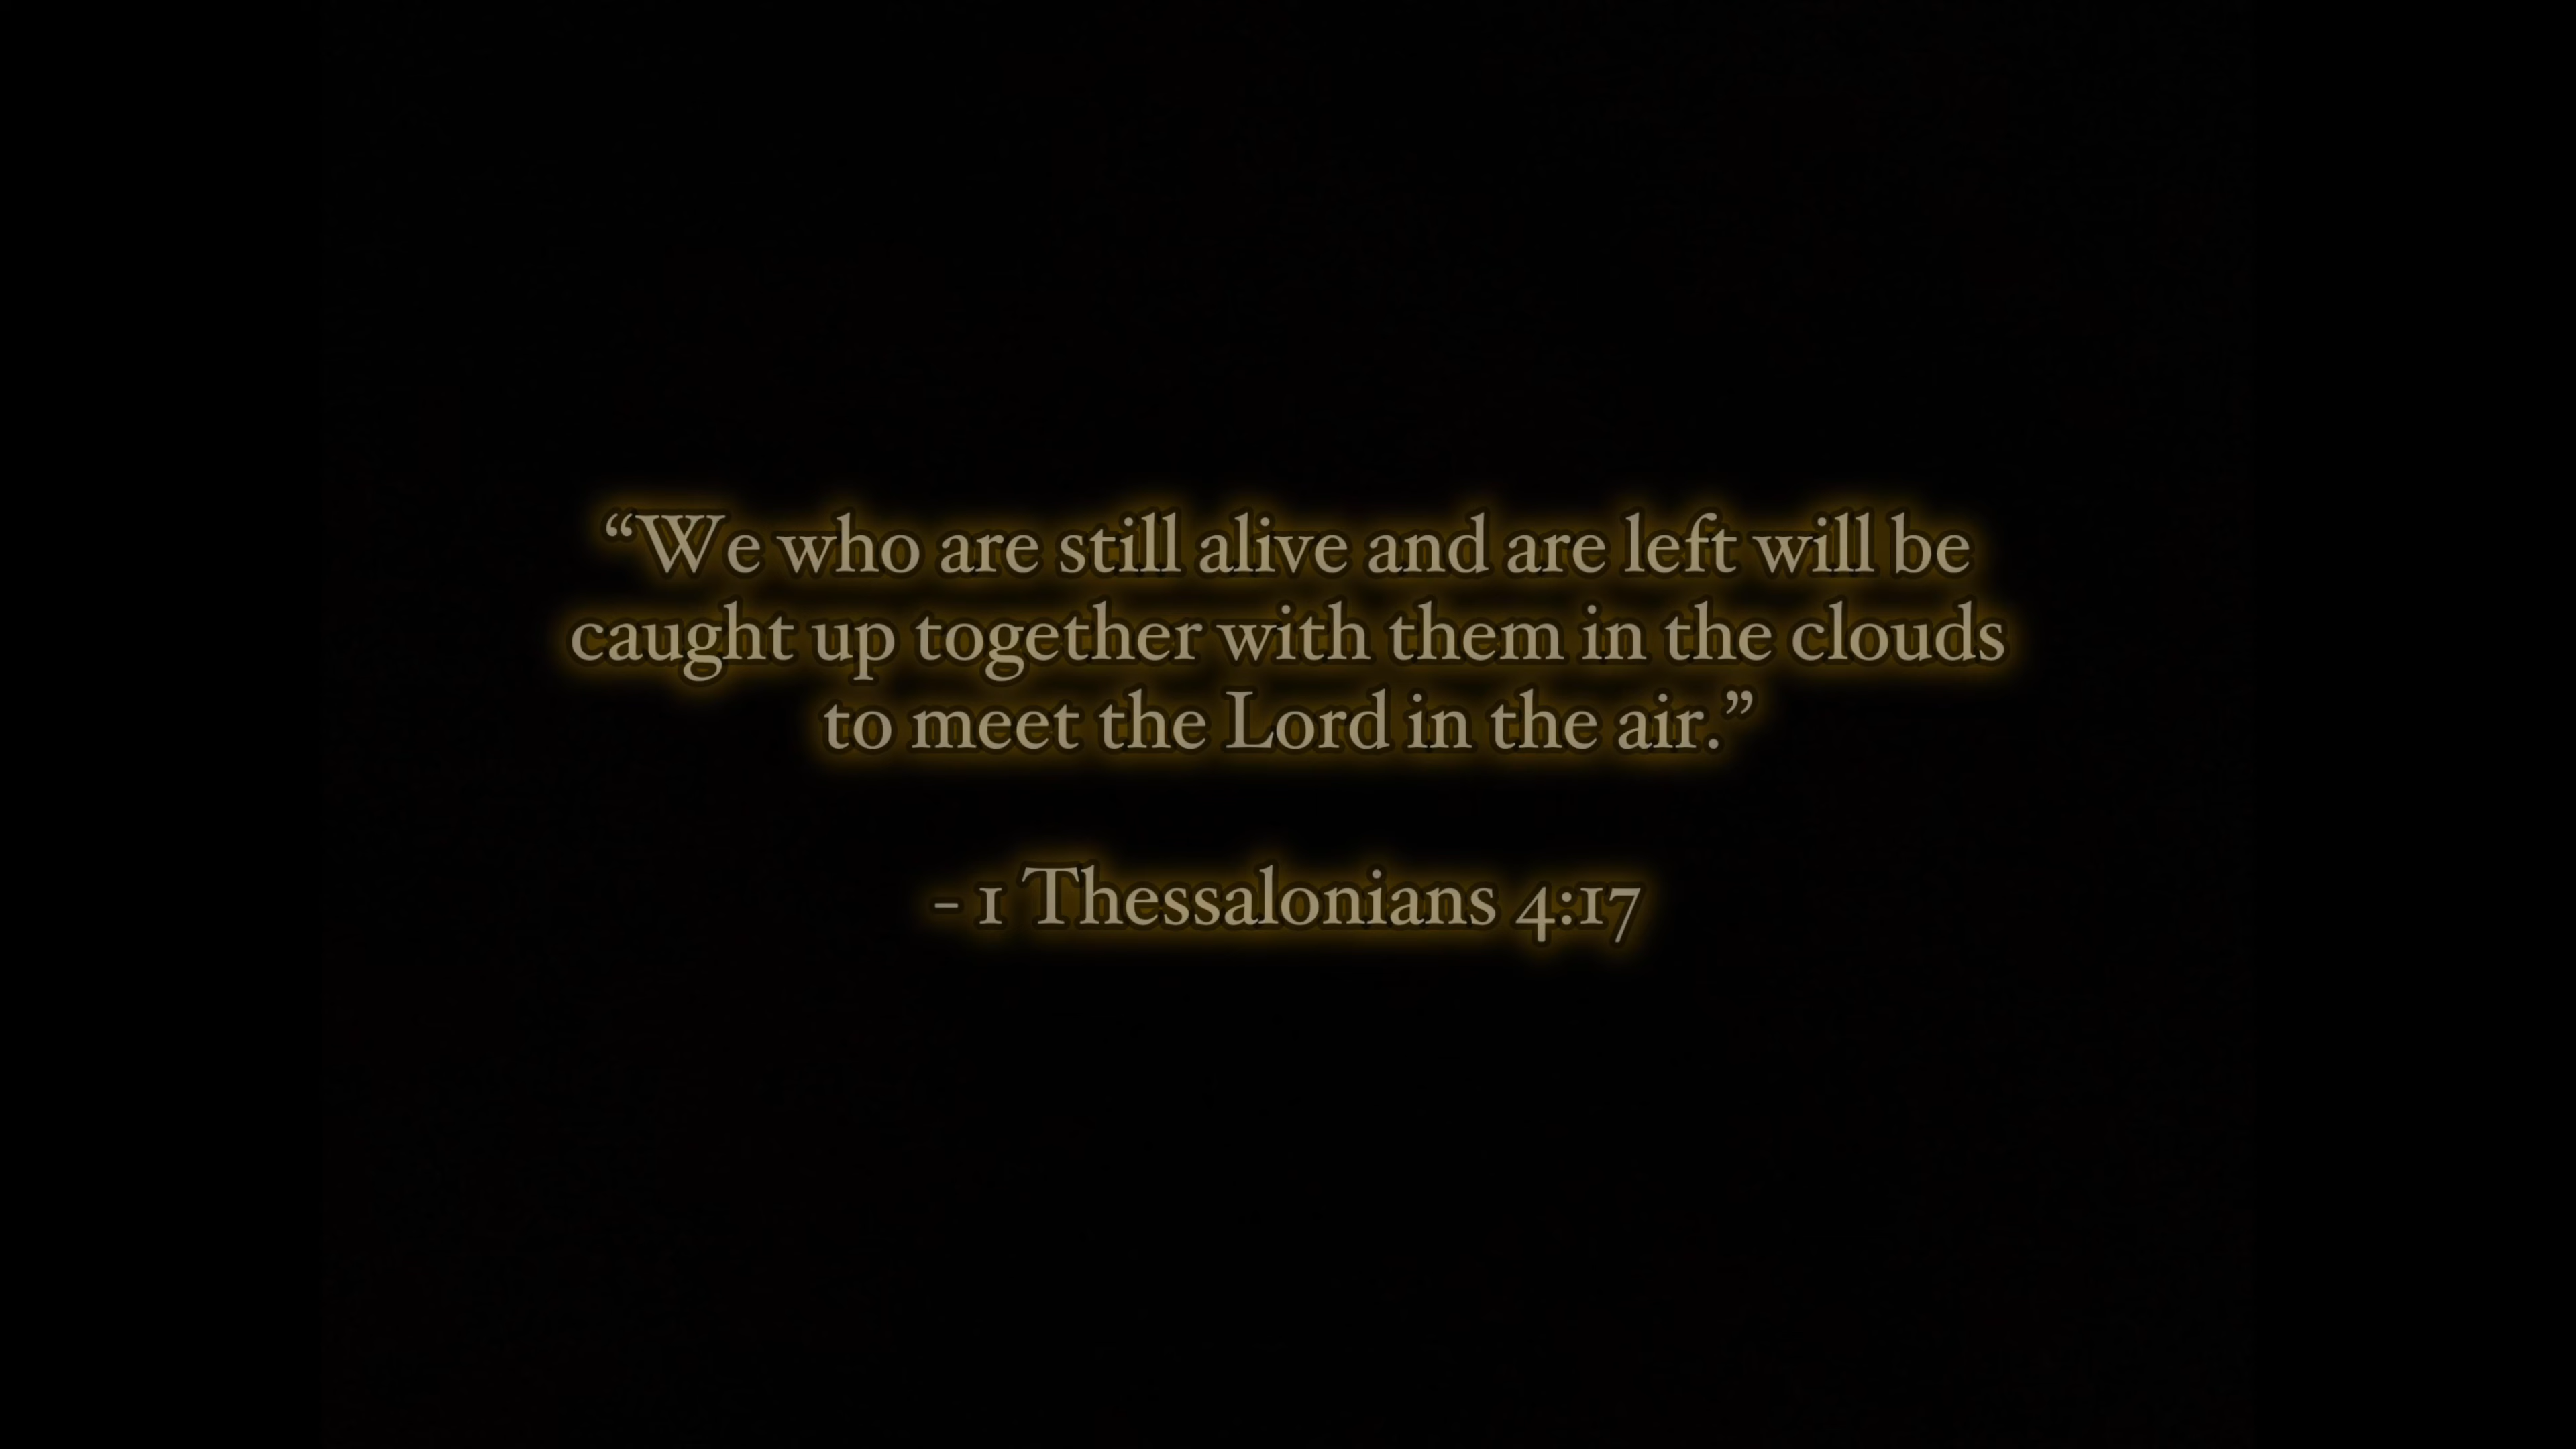 “We who are still alive and are left will be
caught up together with them in the clouds
to meet the Lord in the air.”
- 1 Thessalonians 4:17